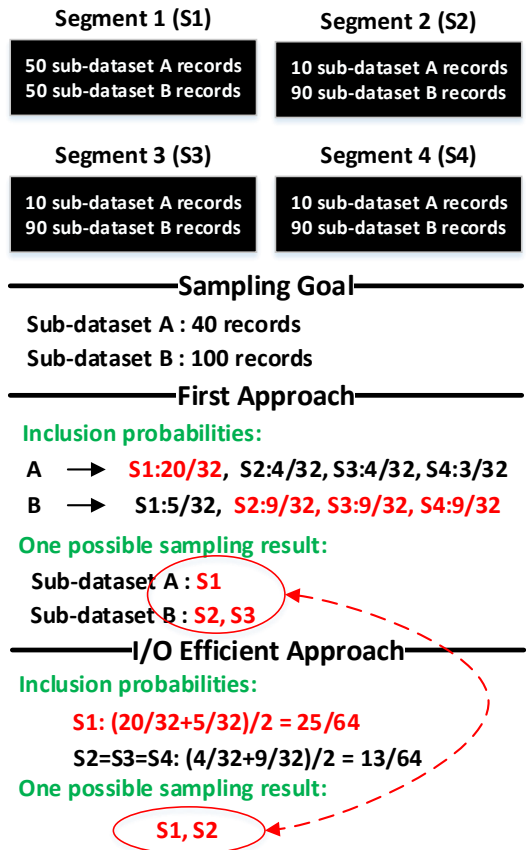 Segment 1 (S1)
50 sub-dataset A records
50 sub-dataset B records
Segment 2 (S2)
10 sub-dataset A records
90 sub-dataset B records
Segment 3 (S3)
10 sub-dataset A records
90 sub-dataset B records
Segment 4 (S4)
10 sub-dataset A records
90 sub-dataset B records
Sampling Goal
Sub-dataset A : 40 records
Sub-dataset B : 100 records
First Approach
Inclusion probabilities:
A → S1:20/32, S2:4/32, S3:4/32, S4:3/32
B → S1:5/32, S2:9/32, S3:9/32, S4:9/32
One possible sampling result:
Sub-dataset A : S1
Sub-dataset B : S2, S3
I/O Efficient Approach
Inclusion probabilities:
S1: (20/32+5/32)/2 = 25/64
S2=S3=S4: (4/32+9/32)/2 = 13/64
One possible sampling result:
S1, S2